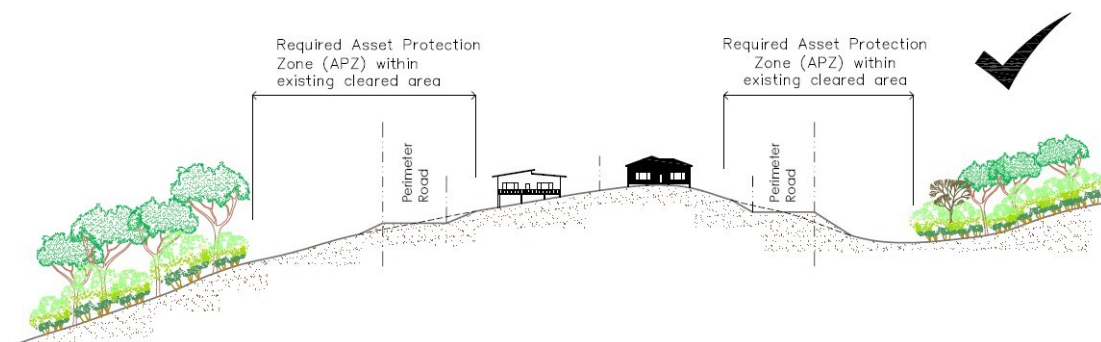 Required Asset Protection
Zone (APZ) within
existing cleared area
Required Asset Protection
Zone (APZ) within
existing cleared area
Perimeter
Road
Perimeter
Road